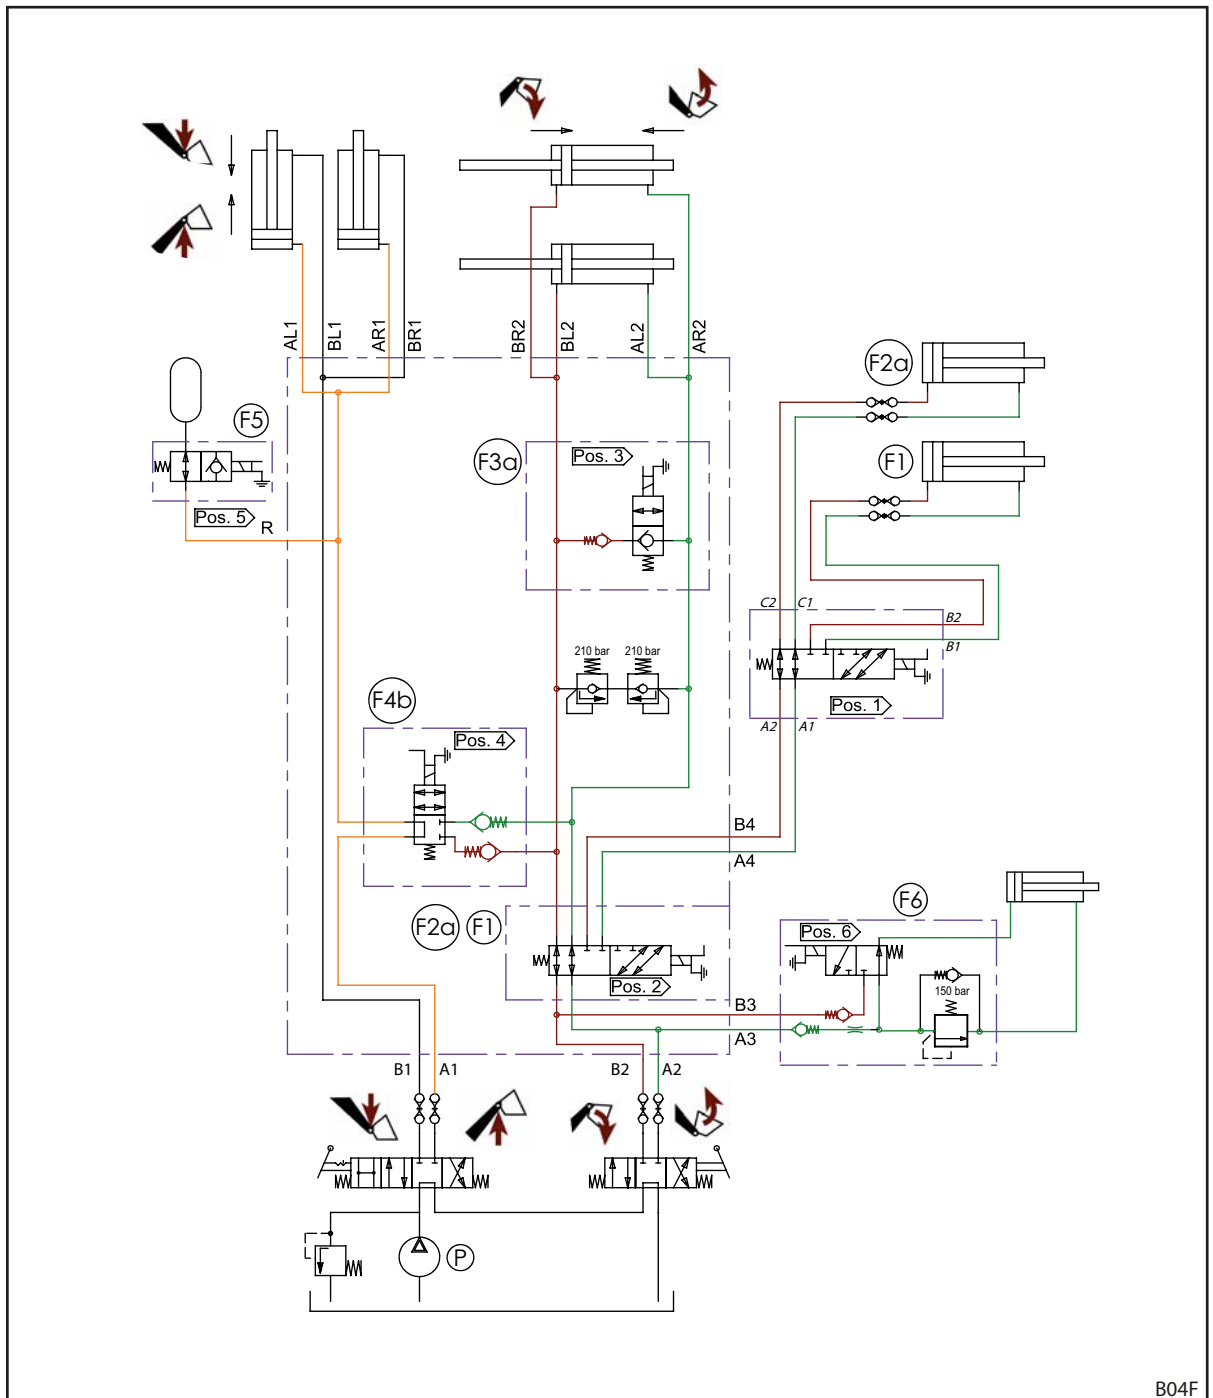 AL1
BL1
AR1
BR1
BR2
BL2
AL2
AR2
F2a
F5
F3a
Pos. 3
F1
Pos. 5
R
C2
C1
B2
B1
210 bar
210 bar
F4b
Pos. 1
Pos. 4
A2
A1
B4
A4
F2a
F1
F6
Pos. 6
Pos. 2
150 bar
B3
A3
B1
A1
B2
A2
P
B04F